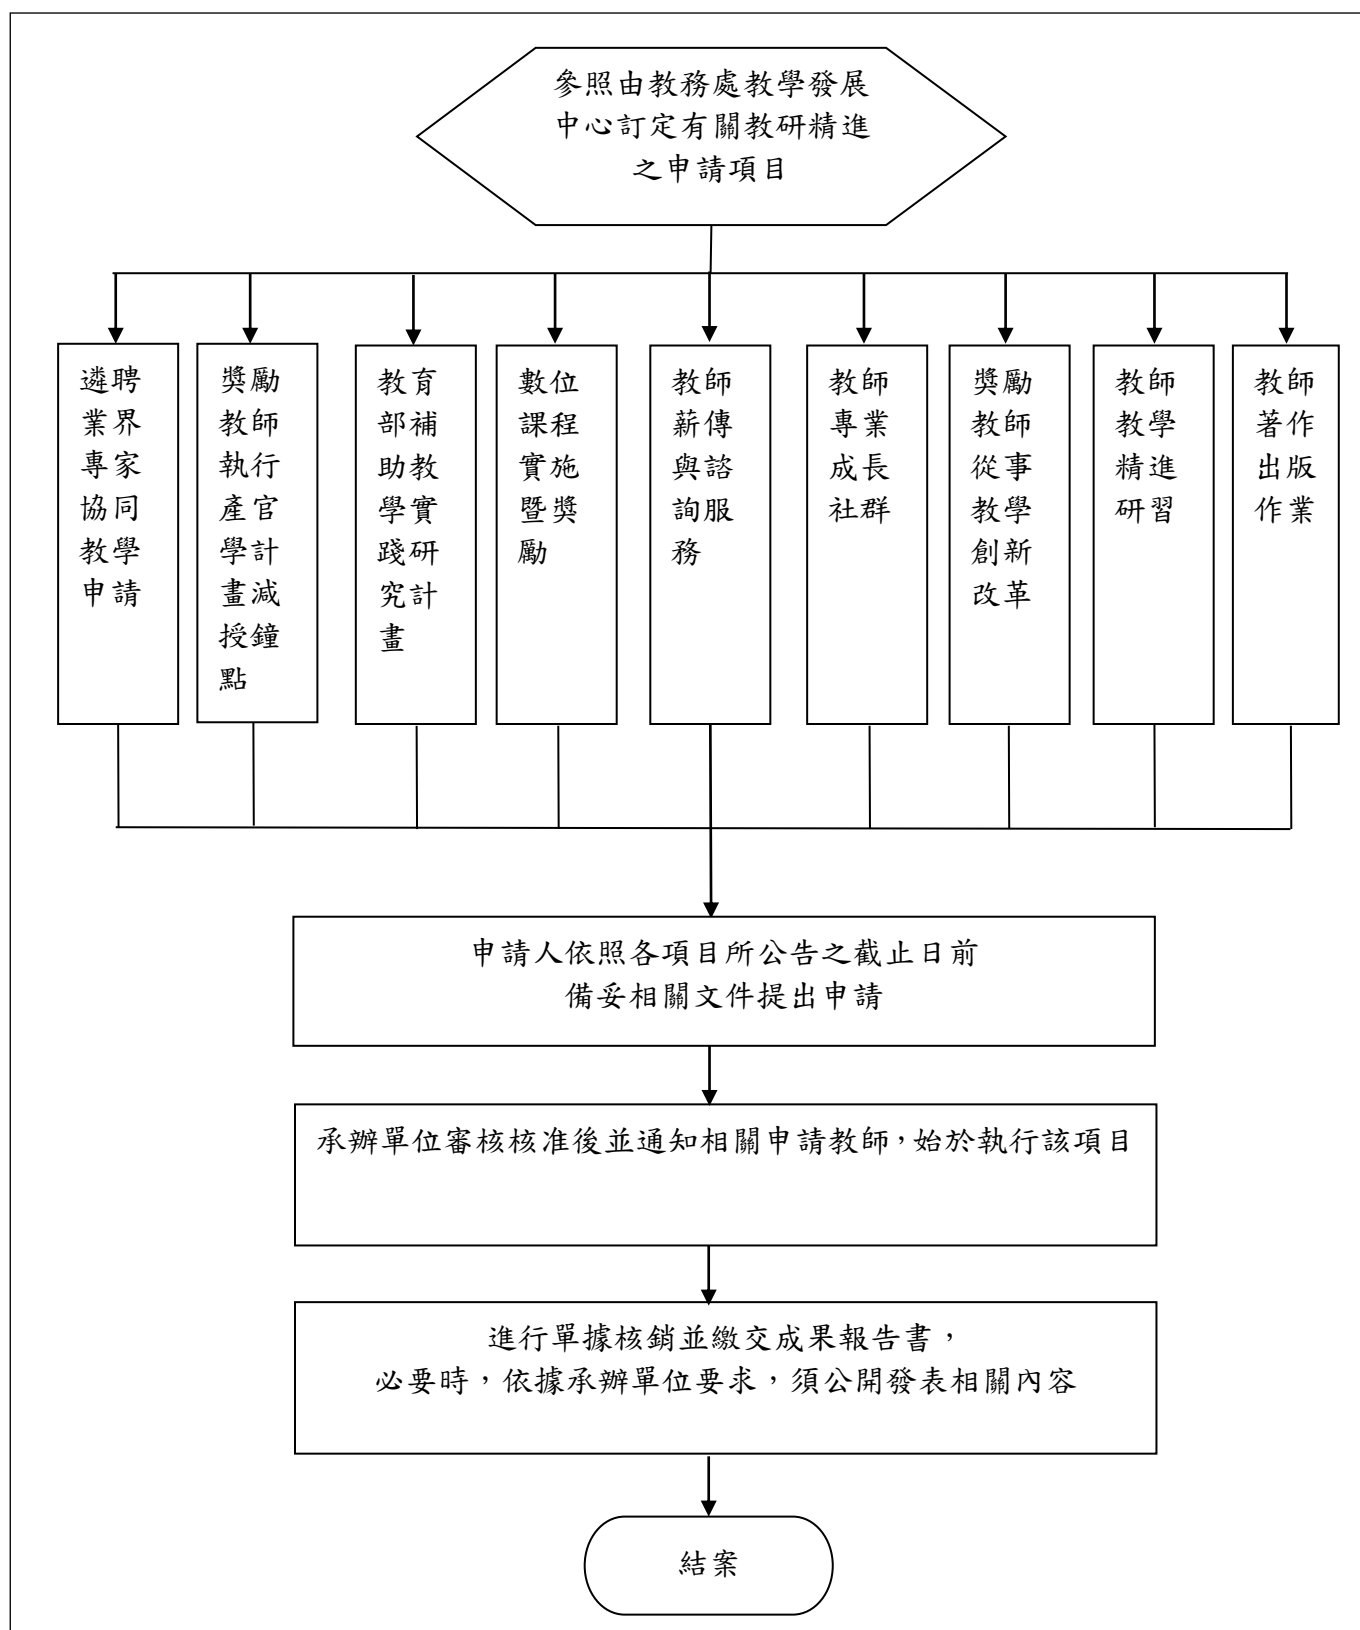 參照由教務處教學發展
中心訂定有關教研精進
之申請項目
遴聘
業界
專家
協同
教學
申請
獎勵
教師
執行
產官
學計
畫減
授鐘
點
教育
部補
助教
學實
踐研
究計
畫
數位
課程
實施
暨獎
勵
教師
薪傳
與諮
詢服
務
教師
專業
成長
社群
獎勵
教師
從事
教學
創新
改革
教師
教學
精進
研習
教師
著作
出版
作業
申請人依照各項目所公告之截止日前
備妥相關文件提出申請
承辦單位審核核准後並通知相關申請教師，始於執行該項目
進行單據核銷並繳交成果報告書，
必要時，依據承辦單位要求，須公開發表相關內容
結案